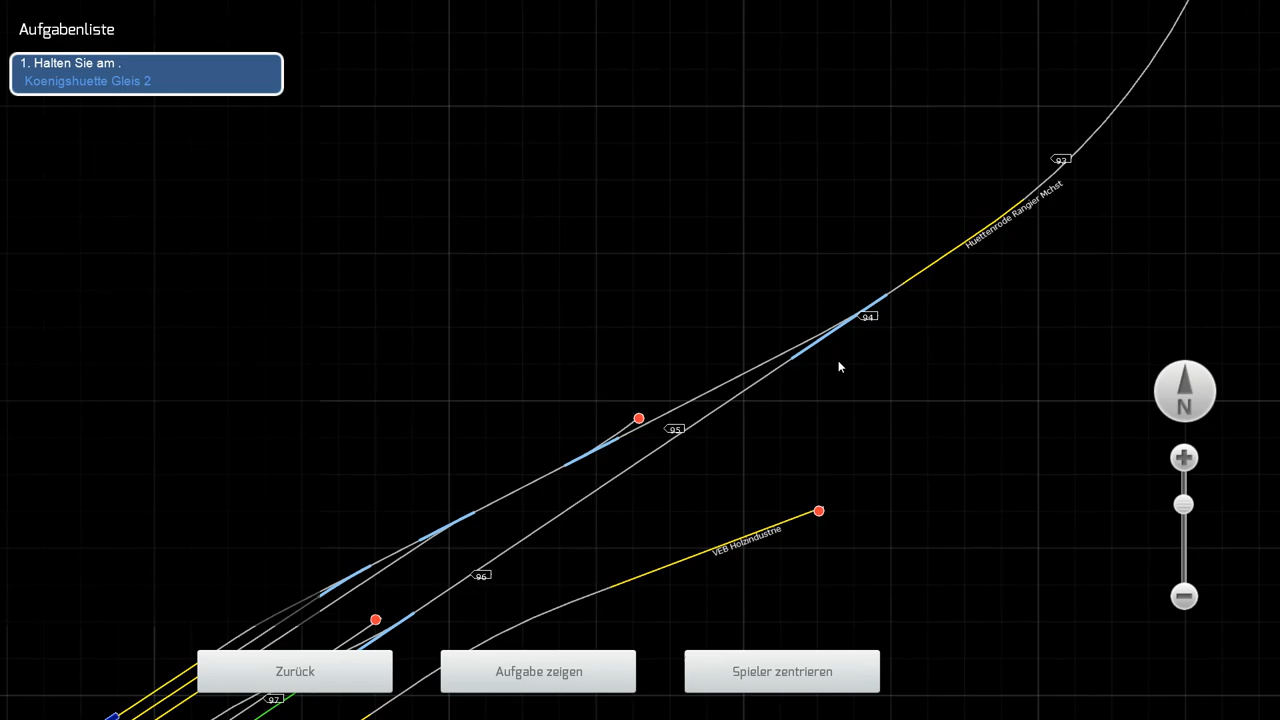 Aufgabenliste
1. Halten Sie am .
Koenigshuette Gleis 2
93
Huettenrode Rangier Mchst
94
95
VEB Holzindustrie
96
97
N
Zurück
Aufgabe zeigen
Spieler zentrieren